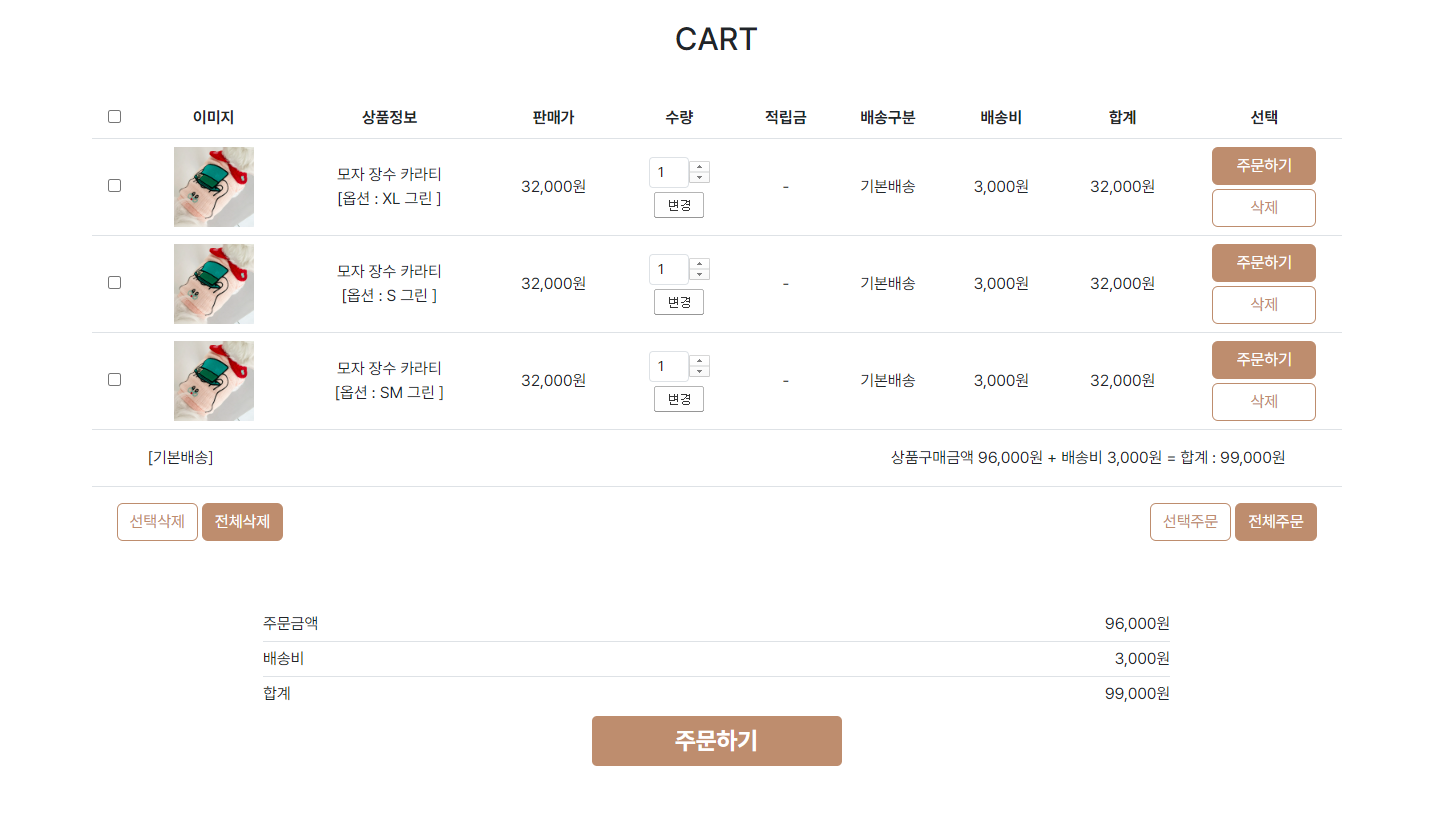 CART
이미지 상품정보 판매가 수량 적립금 배송구분 배송비 합계 선택
모자 장수 카라티
[옵션 : XL 그린 ]
32,000원 1 변경 - 기본배송 3,000원 32,000원 주문하기 삭제
모자 장수 카라티
[옵션 : S 그린 ]
32,000원 1 변경 - 기본배송 3,000원 32,000원 주문하기 삭제
모자 장수 카라티
[옵션 : SM 그린 ]
32,000원 1 변경 - 기본배송 3,000원 32,000원 주문하기 삭제
[기본배송] 상품구매금액 96,000원 + 배송비 3,000원 = 합계 : 99,000원
선택삭제 전체삭제 선택주문 전체주문
주문금액 96,000원
배송비 3,000원
합계 99,000원
주문하기